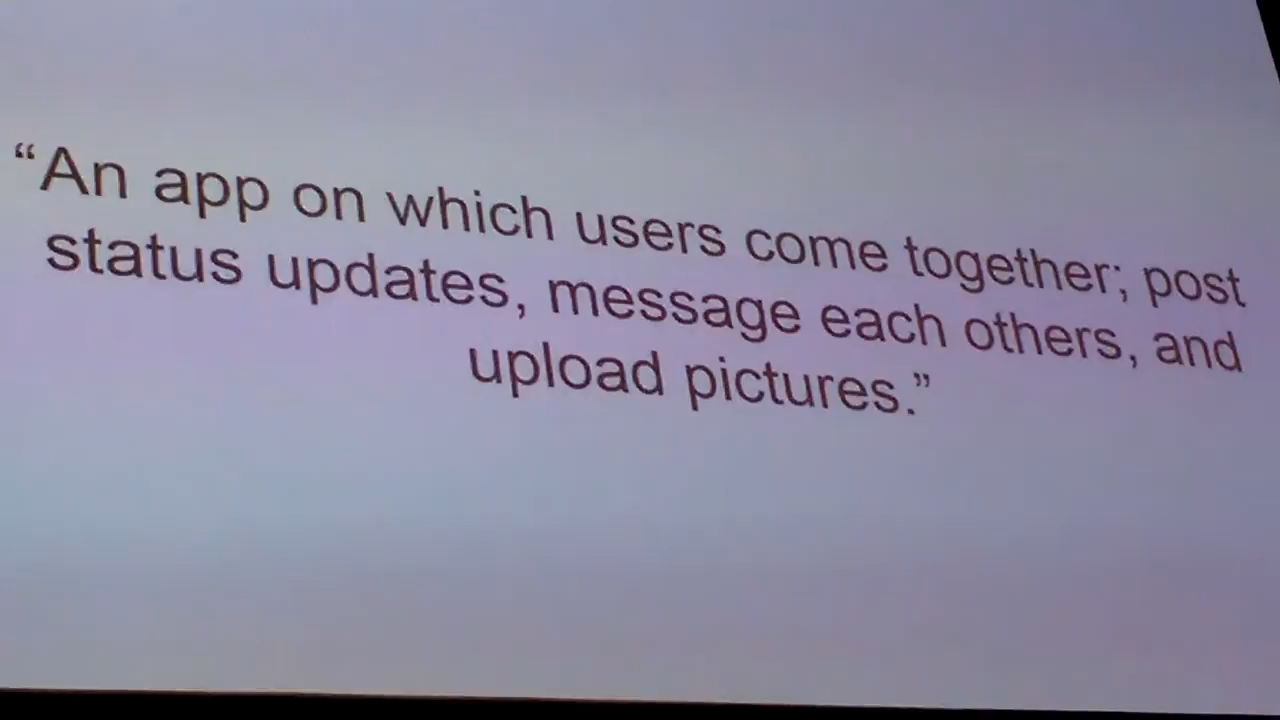 “An app on which users come together; post
status updates, message each others, and
upload pictures.”